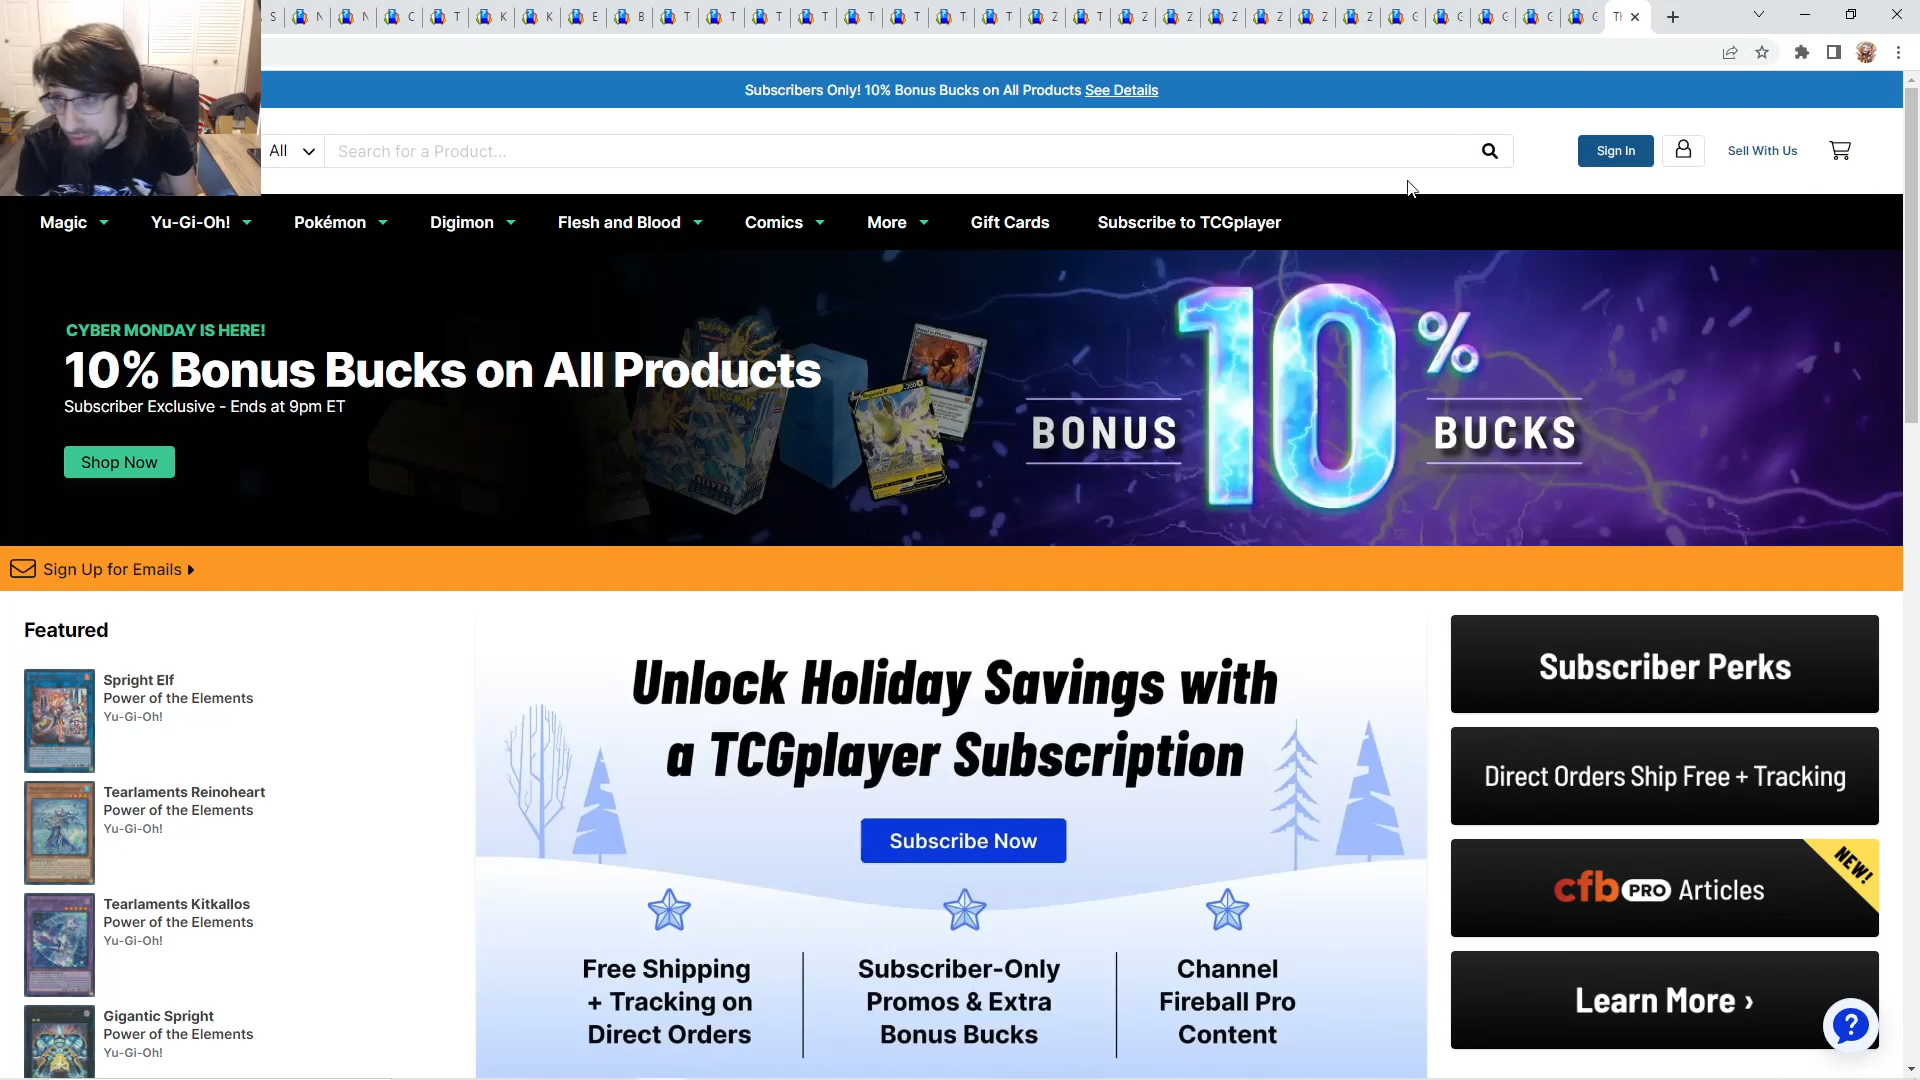 S N N C T K K E B T T T T T T T T Z T Z Z Z Z Z Z C C C C C Tl
Subscribers Only! 10% Bonus Bucks on All Products See Details
All Search for a Product... Sign In Sell With Us
Magic Yu-Gi-Oh! Pokémon Digimon Flesh and Blood Comics More Gift Cards Subscribe to TCGplayer
CYBER MONDAY IS HERE!
10% Bonus Bucks on All Products
Subscriber Exclusive - Ends at 9pm ET
Shop Now
BONUS 10% BUCKS
Sign Up for Emails
Featured
Spright Elf
Power of the Elements
Yu-Gi-Oh!
Tearlaments Reinoheart
Power of the Elements
Yu-Gi-Oh!
Tearlaments Kitkallos
Power of the Elements
Yu-Gi-Oh!
Gigantic Spright
Power of the Elements
Yu-Gi-Oh!
Unlock Holiday Savings with
a TCGplayer Subscription
Subscribe Now
Free Shipping
+ Tracking on
Direct Orders
Subscriber-Only
Promos & Extra
Bonus Bucks
Channel
Fireball Pro
Content
Subscriber Perks
Direct Orders Ship Free + Tracking
cfb PRO Articles
NEW!
Learn More ›
?